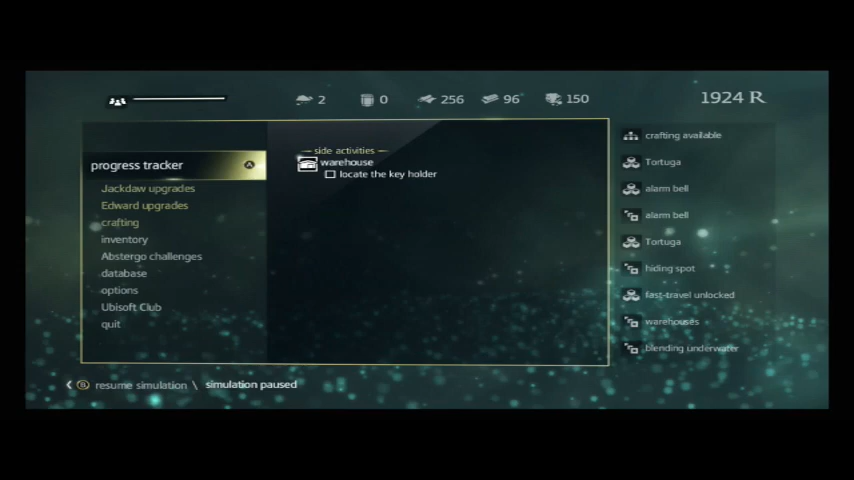 2 0 256 96 150 1924 R
progress tracker A
Jackdaw upgrades
Edward upgrades
crafting
inventory
Abstergo challenges
database
options
Ubisoft Club
quit
side activities
warehouse
locate the key holder
crafting available
Tortuga
alarm bell
alarm bell
Tortuga
hiding spot
fast-travel unlocked
warehouses
blending underwater
B resume simulation \ simulation paused